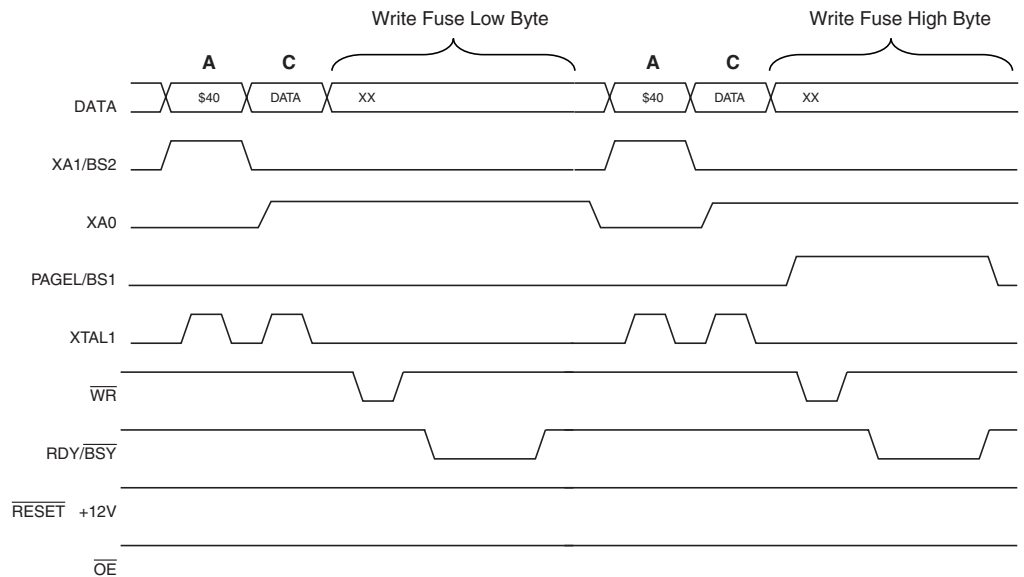 Write Fuse Low Byte Write Fuse High Byte
A C A C
DATA $40 DATA XX $40 DATA XX
XA1/BS2
XA0
PAGEL/BS1
XTAL1
WR
RDY/BSY
RESET +12V
OE